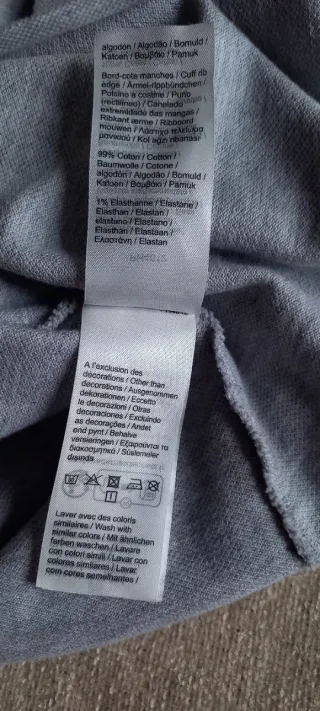 algodón / Algodão / Bomuld /
Katoen / Βαμβάκι / Pamuk
Bord-cote manches / Cuff rib
edge / Ärmel-rippbündchen /
Polsino a costine / Puño
(rectilíneo) / Canelado
extremidade das mangas /
Ribkant ærme / Ribboord
mouwen / Λάστιχο τελείωμα
μανικιού / Kol ağzı ribanası
99% Coton / Cotton /
Baumwolle / Cotone /
algodón / Algodão / Bomuld /
Katoen / Βαμβάκι / Pamuk
1% Elasthanne / Elastane /
Elasthan / Elastan /
elastano / Elastano /
Elasthan / Elastaan /
Ελαστάνη / Elastan
A l'exclusion des
décorations / Other than
decorations / Ausgenommen
dekorationen / Eccetto
le decorazioni / Otras
decoraciones / Excluindo
as decorações / Andet
end pynt / Behalve
versieringen / Εξαιρούνται τα
διακοσμητικά / Süslemeler
dışında
Laver avec des coloris
similaires / Wash with
similar colors / Mit ähnlichen
farben waschen / Lavare
con colori simili / Lavar con
colores similares / Lavar
com cores semelhantes /